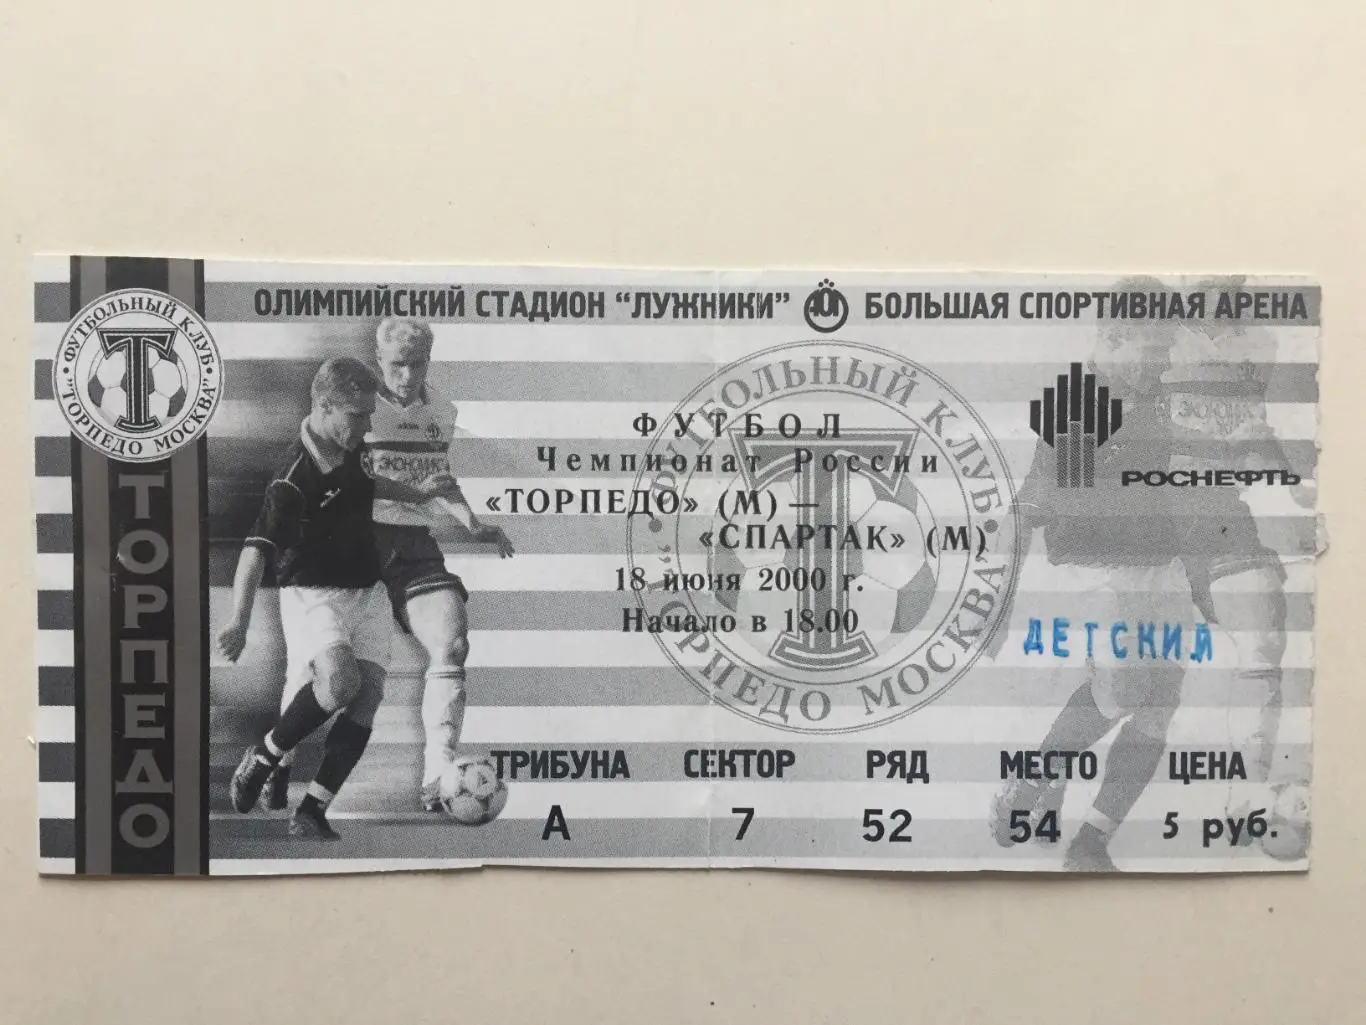 ОЛИМПИЙСКИЙ СТАДИОН "ЛУЖНИКИ" БОЛЬШАЯ СПОРТИВНАЯ АРЕНА
ФУТБОЛЬНЫЙ КЛУБ
"ТОРПЕДО МОСКВА"
Т
ТОРПЕДО
ФУТБОЛЬНЫЙ КЛУБ
"ТОРПЕДО МОСКВА"
Т
ФУТБОЛ
Чемпионат России
«ТОРПЕДО» (М) —
«СПАРТАК» (М)
18 июня 2000 г.
Начало в 18.00
РОСНЕФТЬ
ДЕТСКИЙ
ТРИБУНА СЕКТОР РЯД МЕСТО ЦЕНА
А 7 52 54 5 руб.